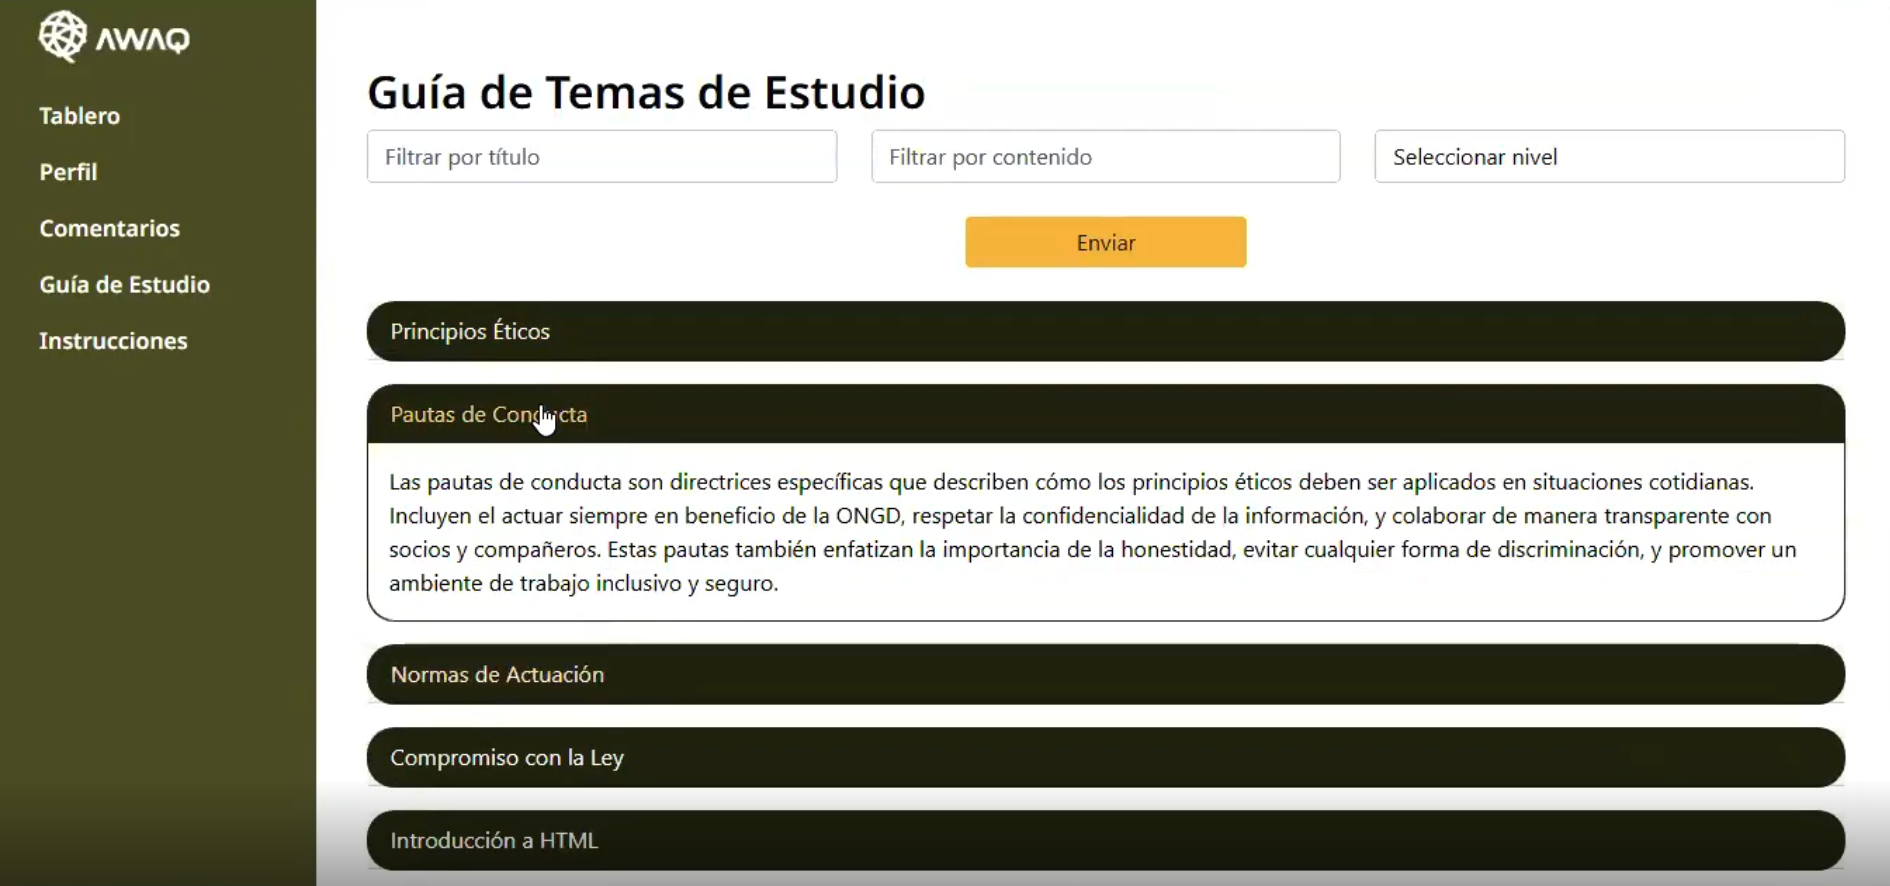 AWAQ
Tablero
Perfil
Comentarios
Guía de Estudio
Instrucciones
Guía de Temas de Estudio
Filtrar por título
Filtrar por contenido
Seleccionar nivel
Enviar
Principios Éticos
Pautas de Conducta
Las pautas de conducta son directrices específicas que describen cómo los principios éticos deben ser aplicados en situaciones cotidianas.
Incluyen el actuar siempre en beneficio de la ONGD, respetar la confidencialidad de la información, y colaborar de manera transparente con
socios y compañeros. Estas pautas también enfatizan la importancia de la honestidad, evitar cualquier forma de discriminación, y promover un
ambiente de trabajo inclusivo y seguro.
Normas de Actuación
Compromiso con la Ley
Introducción a HTML